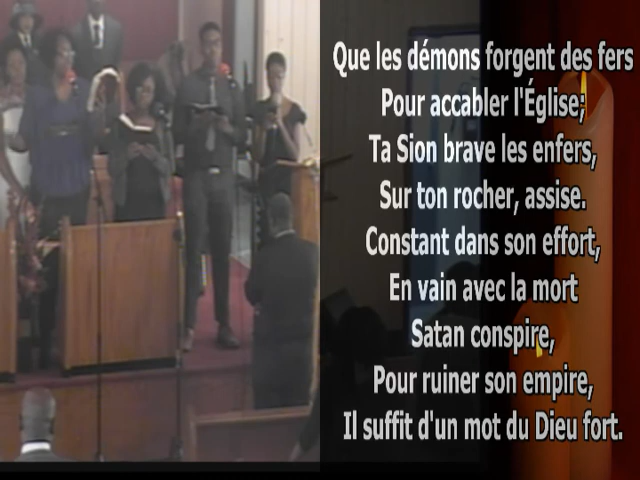 Que les démons forgent des fers
Pour accabler l'Église;
Ta Sion brave les enfers,
Sur ton rocher, assise.
Constant dans son effort,
En vain avec la mort
Satan conspire,
Pour ruiner son empire,
Il suffit d'un mot du Dieu fort.